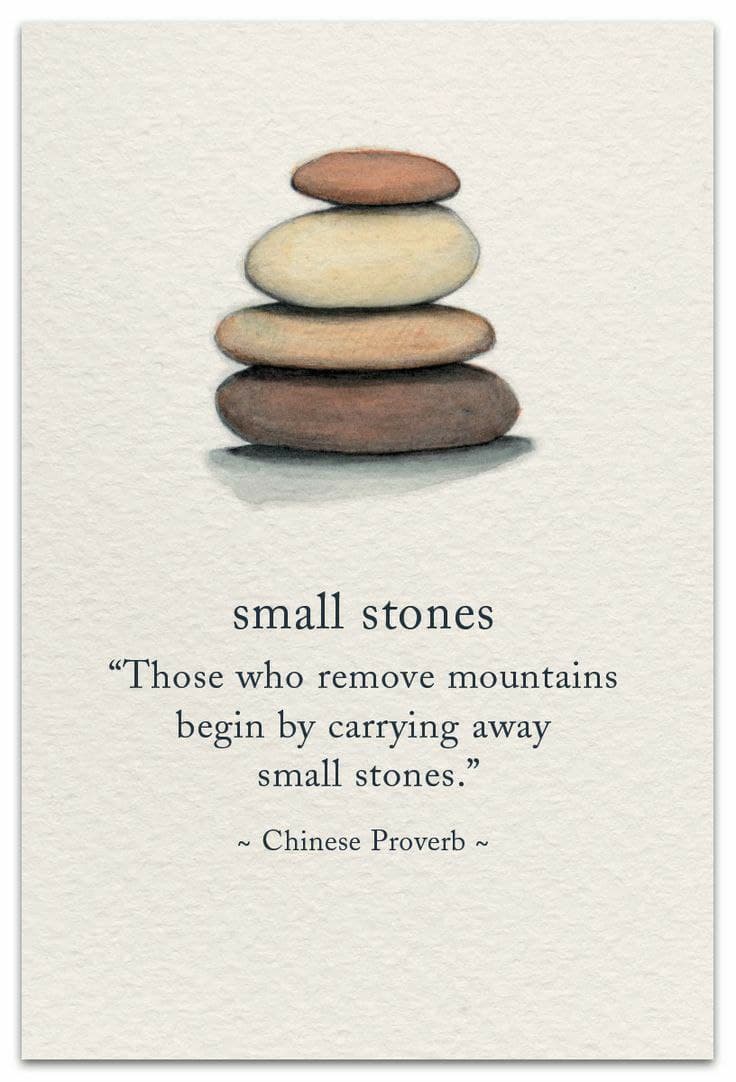 small stones
“Those who remove mountains
begin by carrying away
small stones.”
~ Chinese Proverb ~